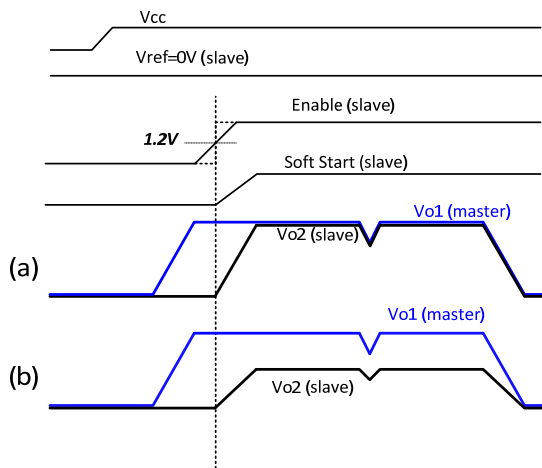 Vcc
Vref=0V (slave)
Enable (slave)
1.2V
Soft Start (slave)
Vo1 (master)
Vo2 (slave)
(a)
Vo1 (master)
(b)
Vo2 (slave)